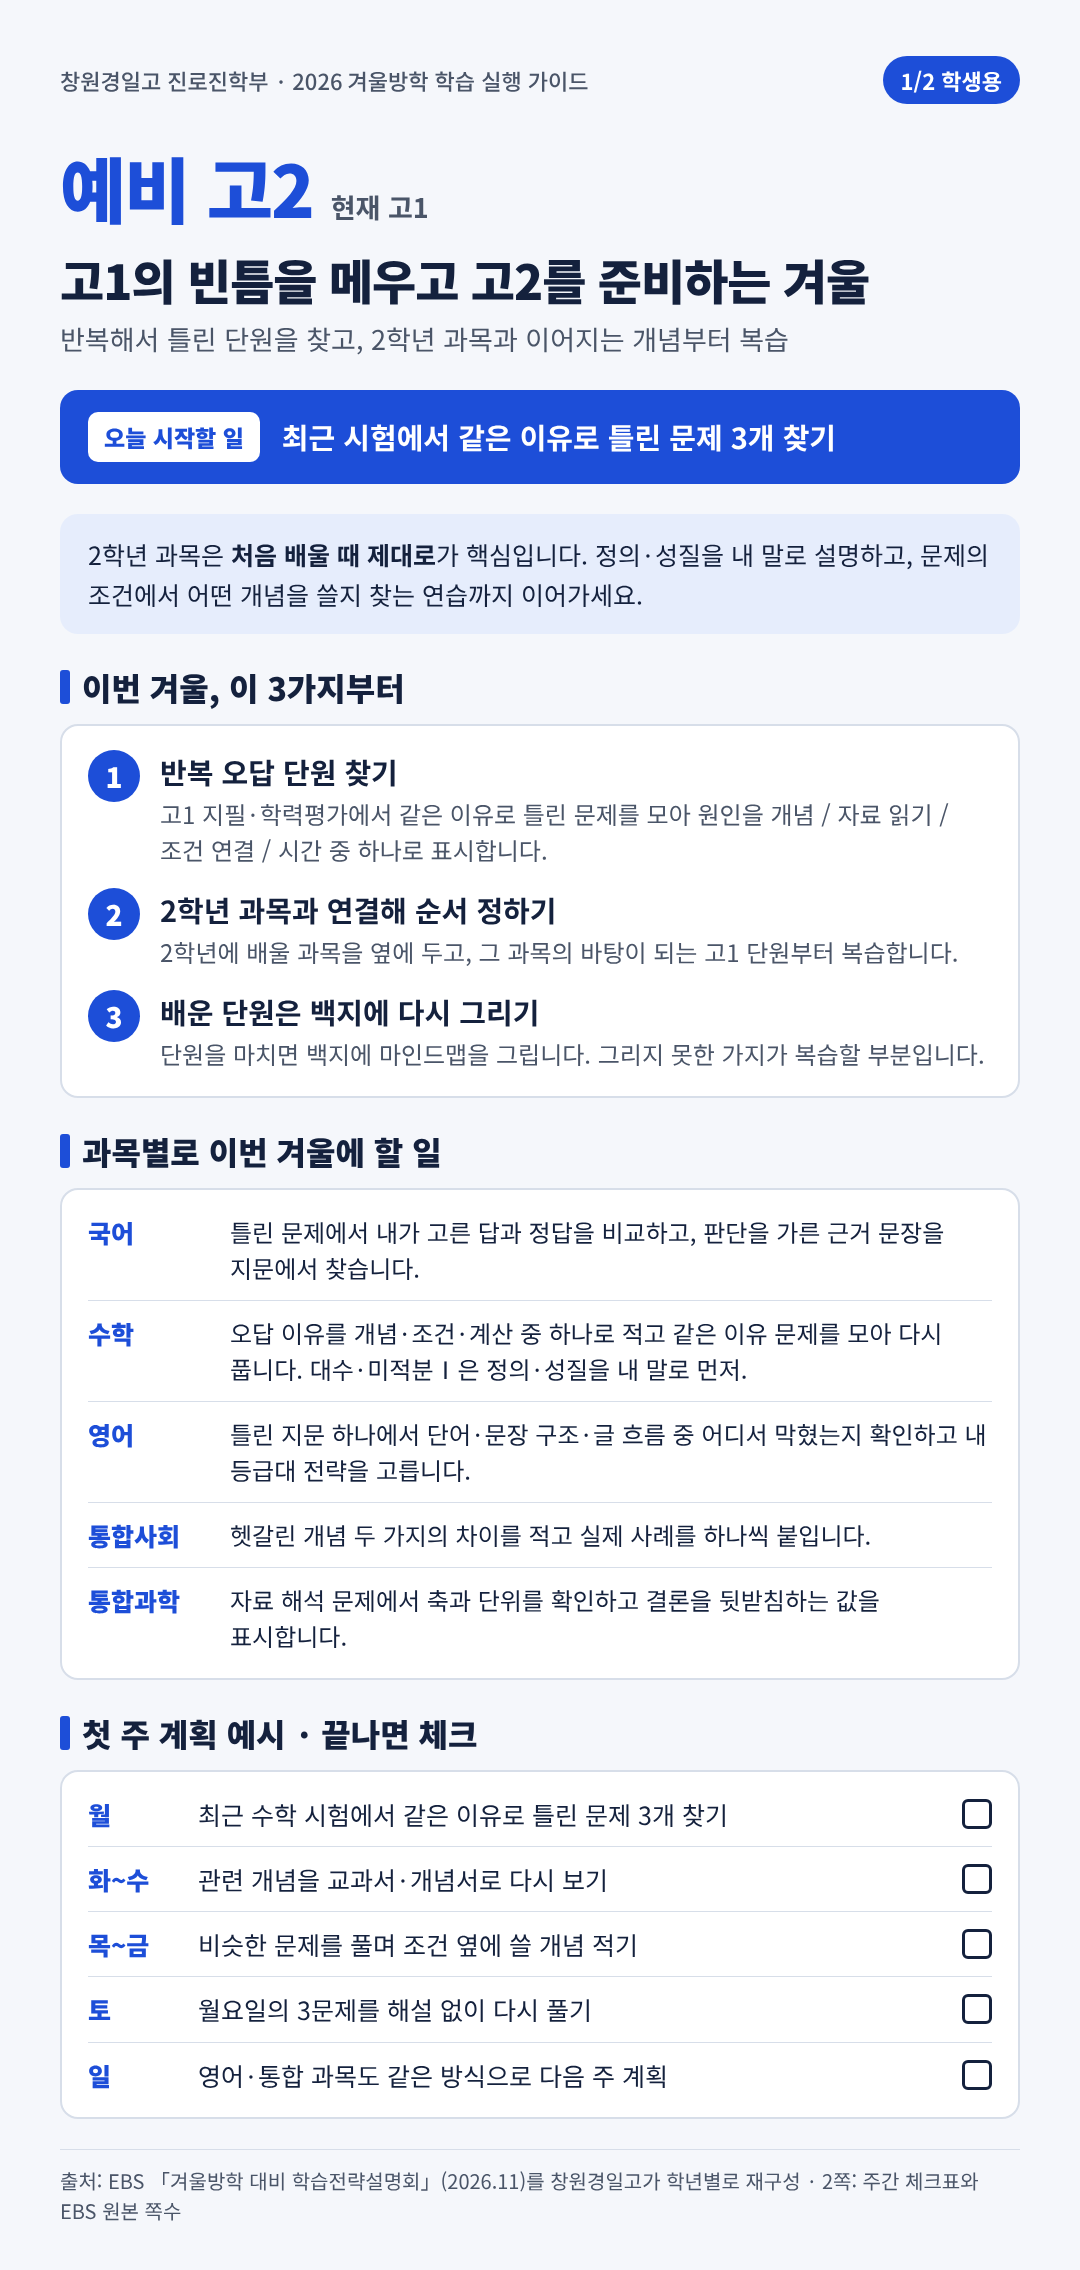 창원경일고 진로진학부 · 2026 겨울방학 학습 실행 가이드
1/2 학생용
예비 고2 현재 고1
고1의 빈틈을 메우고 고2를 준비하는 겨울
반복해서 틀린 단원을 찾고, 2학년 과목과 이어지는 개념부터 복습
오늘 시작할 일 최근 시험에서 같은 이유로 틀린 문제 3개 찾기
2학년 과목은 처음 배울 때 제대로가 핵심입니다. 정의·성질을 내 말로 설명하고, 문제의
조건에서 어떤 개념을 쓸지 찾는 연습까지 이어가세요.
이번 겨울, 이 3가지부터
1 반복 오답 단원 찾기
고1 지필·학력평가에서 같은 이유로 틀린 문제를 모아 원인을 개념 / 자료 읽기 /
조건 연결 / 시간 중 하나로 표시합니다.
2 2학년 과목과 연결해 순서 정하기
2학년에 배울 과목을 옆에 두고, 그 과목의 바탕이 되는 고1 단원부터 복습합니다.
3 배운 단원은 백지에 다시 그리기
단원을 마치면 백지에 마인드맵을 그립니다. 그리지 못한 가지가 복습할 부분입니다.
과목별로 이번 겨울에 할 일
국어 틀린 문제에서 내가 고른 답과 정답을 비교하고, 판단을 가른 근거 문장을
지문에서 찾습니다.
수학 오답 이유를 개념·조건·계산 중 하나로 적고 같은 이유 문제를 모아 다시
풉니다. 대수·미적분Ⅰ은 정의·성질을 내 말로 먼저.
영어 틀린 지문 하나에서 단어·문장 구조·글 흐름 중 어디서 막혔는지 확인하고 내
등급대 전략을 고릅니다.
통합사회 헷갈린 개념 두 가지의 차이를 적고 실제 사례를 하나씩 붙입니다.
통합과학 자료 해석 문제에서 축과 단위를 확인하고 결론을 뒷받침하는 값을
표시합니다.
첫 주 계획 예시 · 끝나면 체크
월 최근 수학 시험에서 같은 이유로 틀린 문제 3개 찾기
화~수 관련 개념을 교과서·개념서로 다시 보기
목~금 비슷한 문제를 풀며 조건 옆에 쓸 개념 적기
토 월요일의 3문제를 해설 없이 다시 풀기
일 영어·통합 과목도 같은 방식으로 다음 주 계획
출처: EBS 「겨울방학 대비 학습전략설명회」(2026.11)를 창원경일고가 학년별로 재구성 · 2쪽: 주간 체크표와
EBS 원본 쪽수